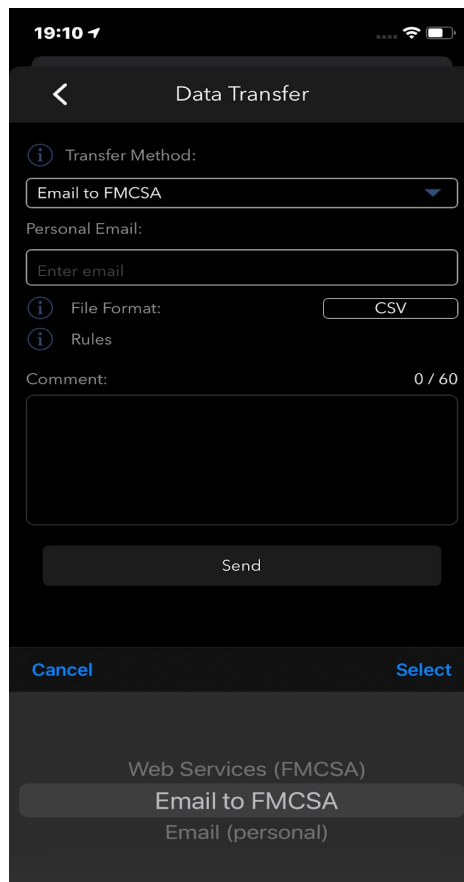 19:10
Data Transfer
Transfer Method:
Email to FMCSA
Personal Email:
Enter email
File Format: CSV
Rules
Comment: 0 / 60
Send
Cancel Select
Web Services (FMCSA)
Email to FMCSA
Email (personal)